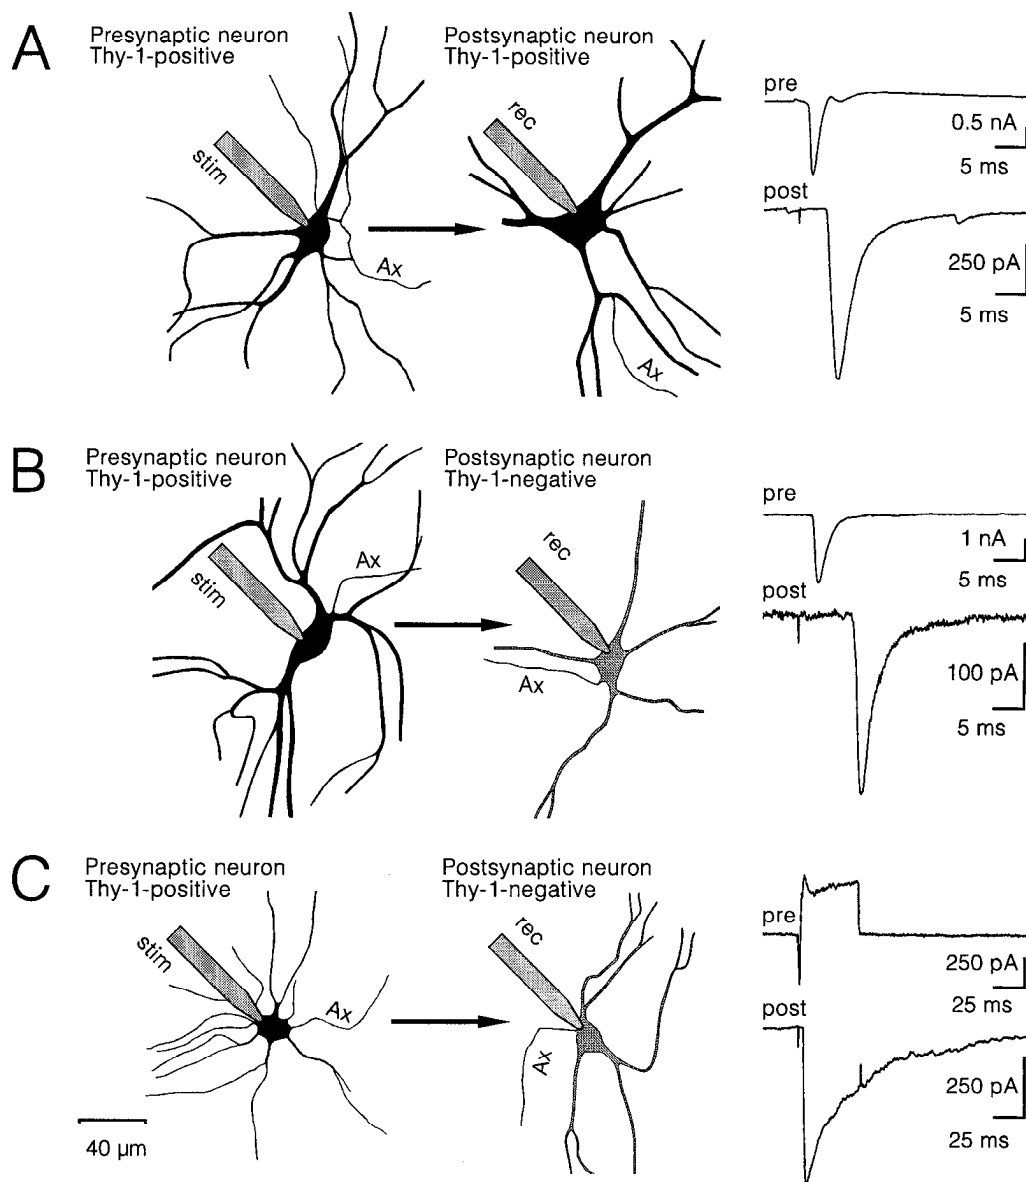 A
Presynaptic neuron
Thy-1-positive
Postsynaptic neuron
Thy-1-positive
stim
rec
Ax
Ax
pre
0.5 nA
5 ms
post
250 pA
5 ms
B
Presynaptic neuron
Thy-1-positive
Postsynaptic neuron
Thy-1-negative
stim
Ax
rec
Ax
pre
1 nA
5 ms
post
100 pA
5 ms
C
Presynaptic neuron
Thy-1-positive
Postsynaptic neuron
Thy-1-negative
stim
Ax
rec
Ax
pre
250 pA
25 ms
post
250 pA
25 ms
40 µm